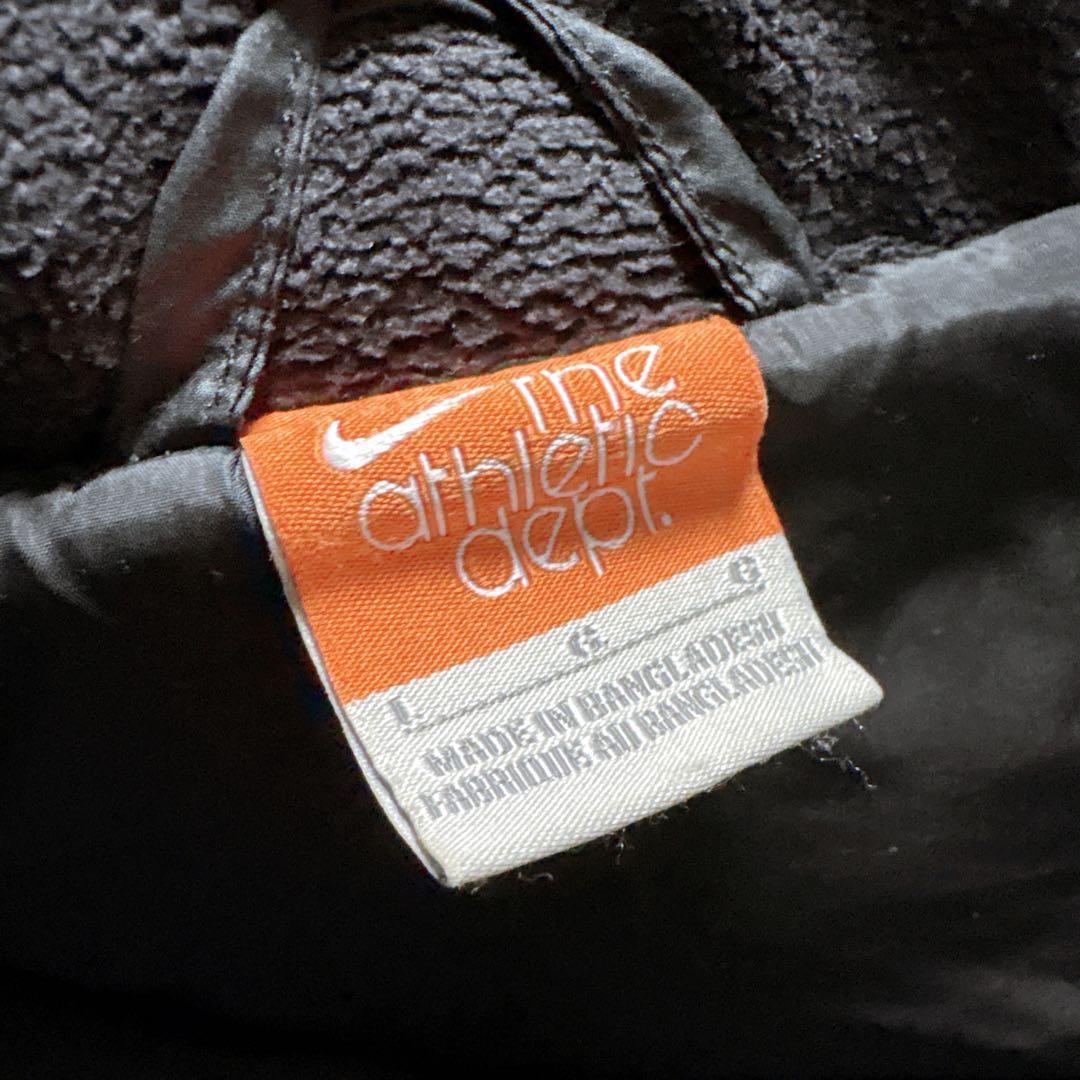 the
athletic
dept.
L G G
MADE IN BANGLADESH
FABRIQUE AU BANGLADESH